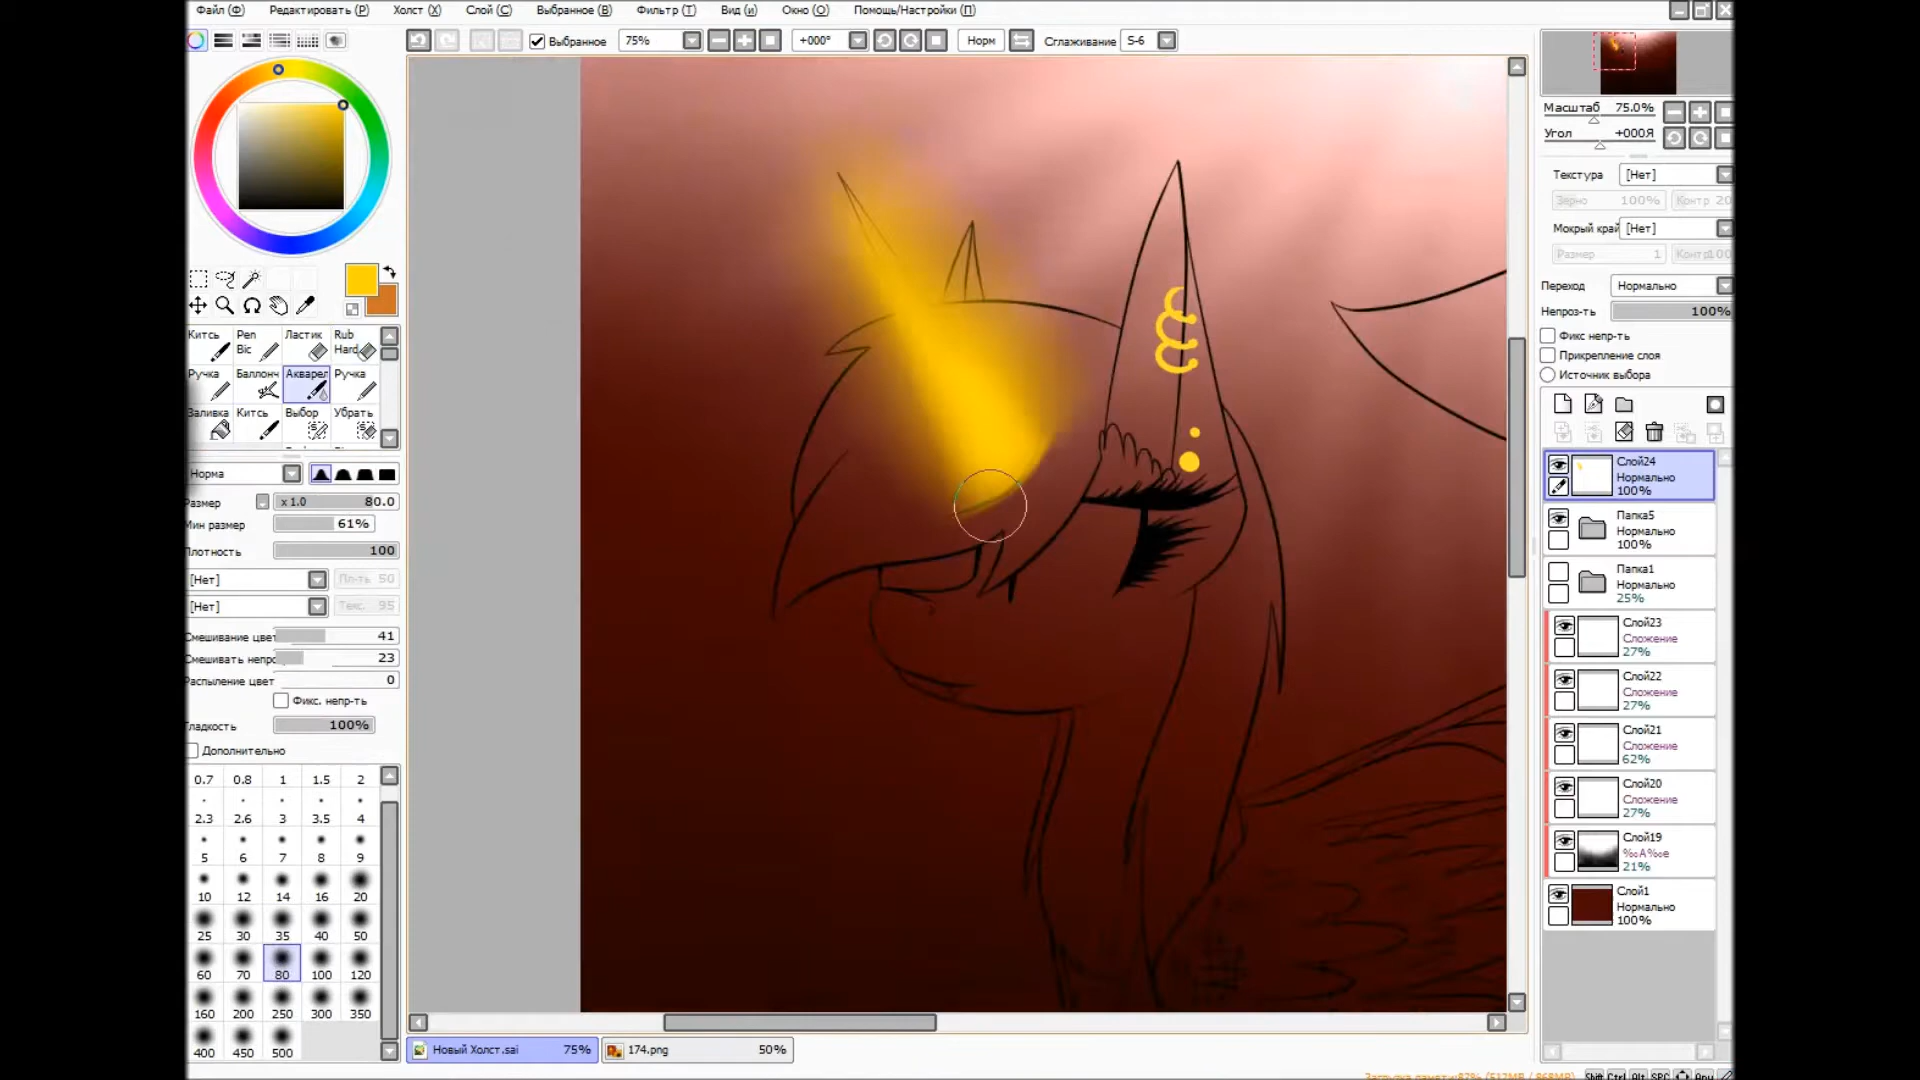 Файл (Ф) Редактировать (Р) Холст (Х) Слой (С) Выбранное (В) Фильтр (Т) Вид (и) Окно (О) Помощь/Настройки (П)
Выбранное 75% +000° Норм Сглаживание S-6
Масштаб 75.0%
Угол +000Я
Текстура [Нет]
Зерно 100% Контр 20
Мокрый край [Нет]
Размер 1 Контр 100
Переход Нормально
Непроз-ть 100%
Фикс непр-ть
Прикрепление слоя
Источник выбора
Китсь Pen Bic Ластик Rub Hard
Ручка Баллонч Акварел Ручка
Заливка Китсь Выбор Убрать
Норма
Размер x 1.0 80.0
Мин размер 61%
Плотность 100
[Нет] Пл-ть 50
[Нет] Текс. 95
Смешивание цвет 41
Смешивать непро 23
Распыление цвет 0
Фикс. непр-ть
Гладкость 100%
Дополнительно
0.7 0.8 1 1.5 2
2.3 2.6 3 3.5 4
5 6 7 8 9
10 12 14 16 20
25 30 35 40 50
60 70 80 100 120
160 200 250 300 350
400 450 500
Слой24
Нормально
100%
Папка5
Нормально
100%
Папка1
Нормально
25%
Слой23
Сложение
27%
Слой22
Сложение
27%
Слой21
Сложение
62%
Слой20
Сложение
27%
Слой19
‰А‰е
21%
Слой1
Нормально
100%
Новый Холст.sai 75% 174.png 50%
Shift Ctrl Alt SPC Any